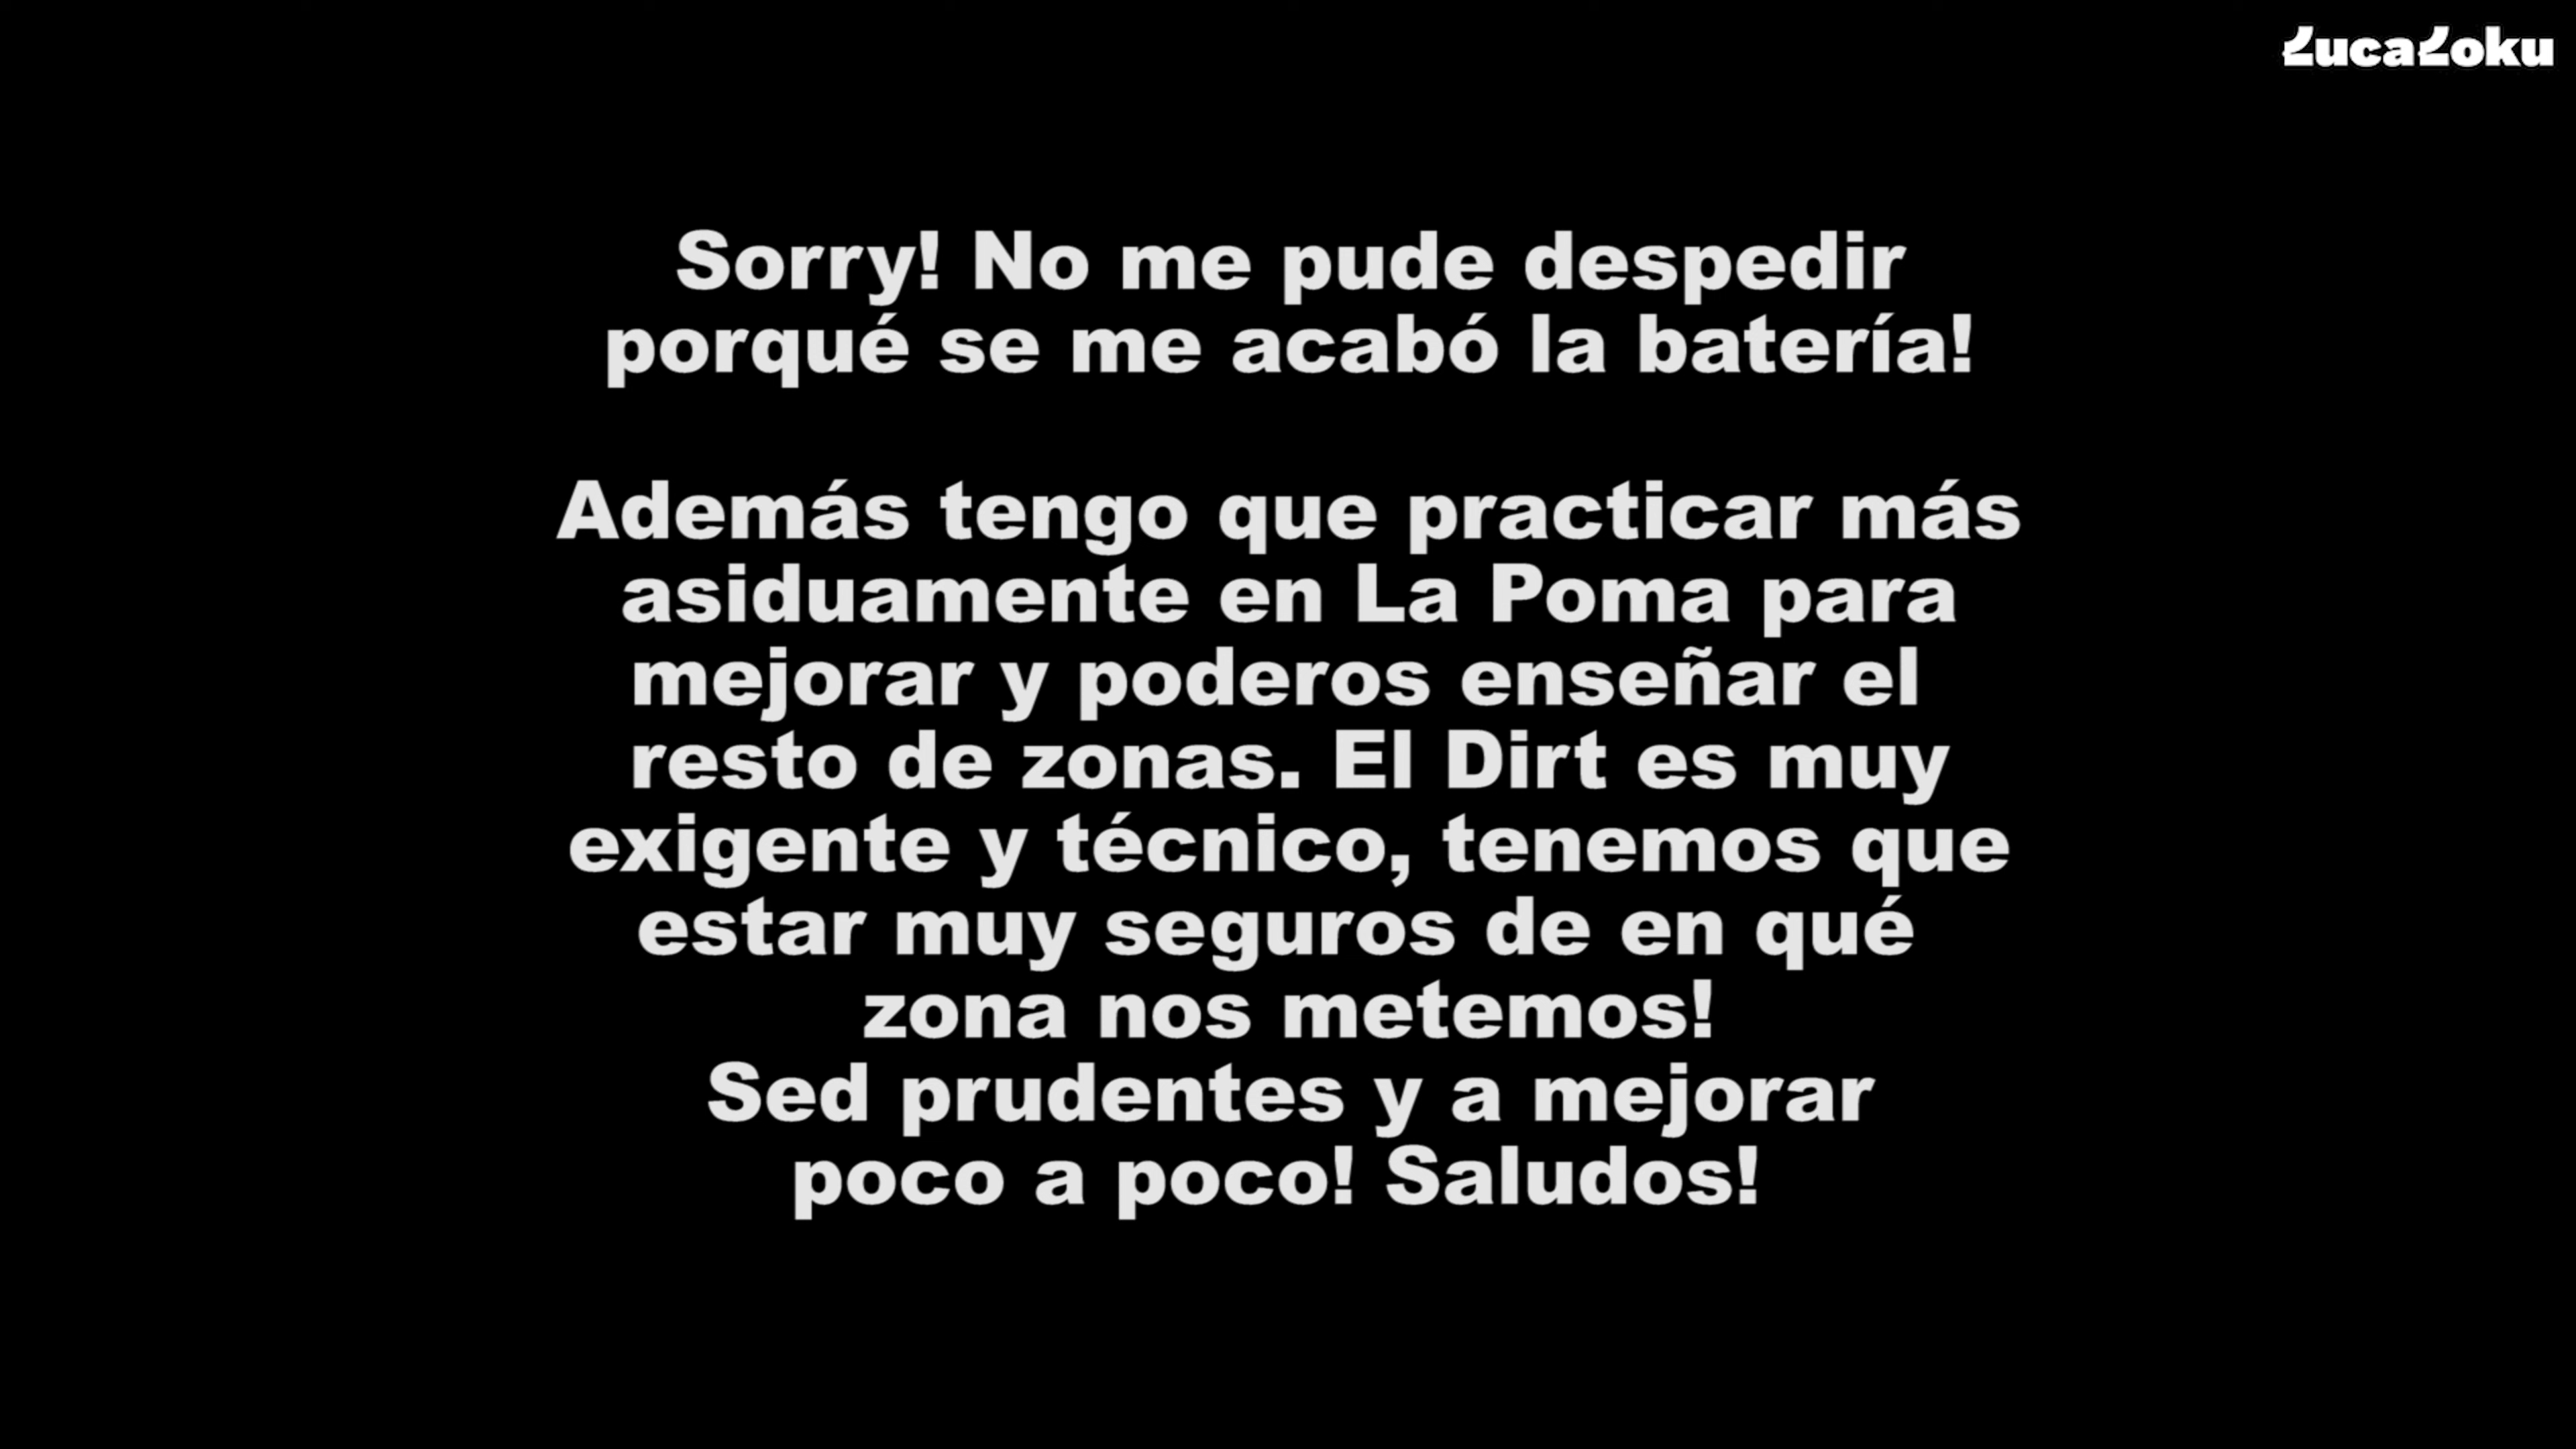 LucaLoku
Sorry! No me pude despedir
porqué se me acabó la batería!
Además tengo que practicar más
asiduamente en La Poma para
mejorar y poderos enseñar el
resto de zonas. El Dirt es muy
exigente y técnico, tenemos que
estar muy seguros de en qué
zona nos metemos!
Sed prudentes y a mejorar
poco a poco! Saludos!